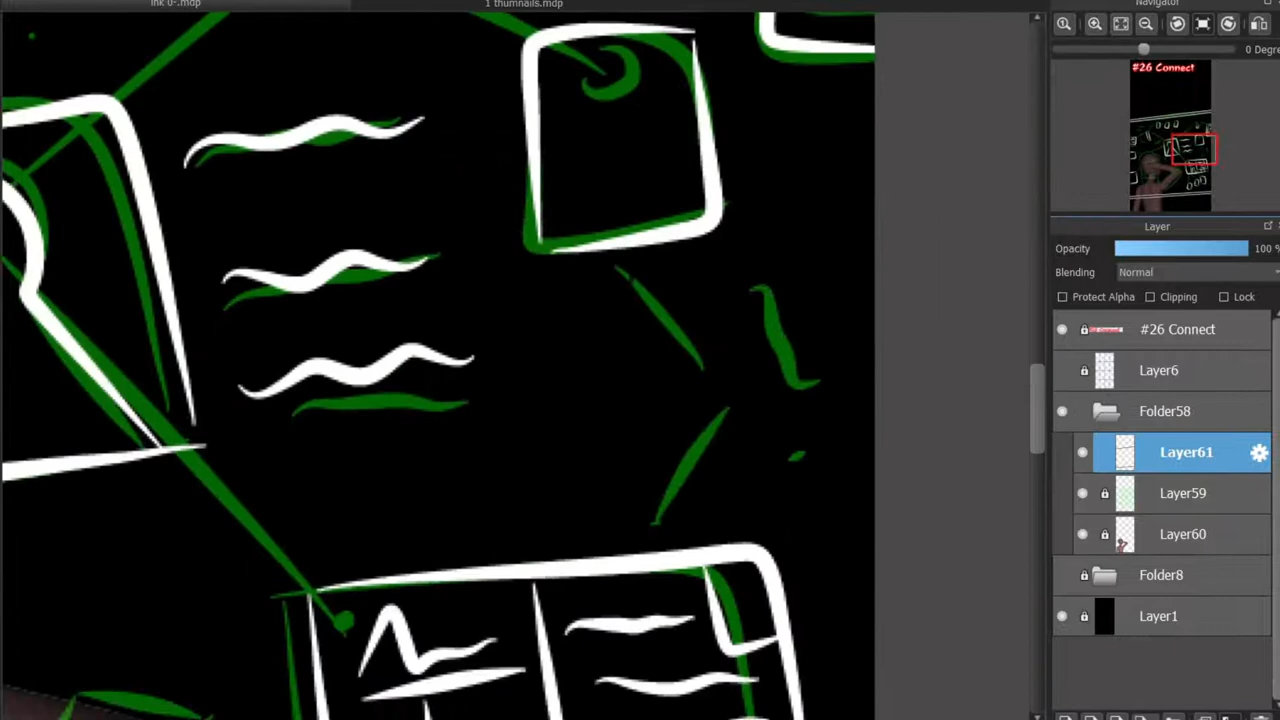 ink 0-.mdp
1 thumnails.mdp
Navigator
0 Degre
#26 Connect
Layer
Opacity
100 %
Blending
Normal
Protect Alpha
Clipping
Lock
#26 Connect
Layer6
Folder58
Layer61
Layer59
Layer60
Folder8
Layer1